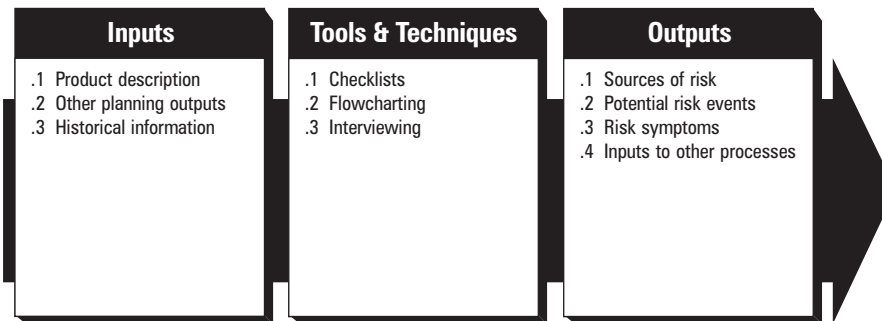 Inputs
.1 Product description
.2 Other planning outputs
.3 Historical information
Tools & Techniques
.1 Checklists
.2 Flowcharting
.3 Interviewing
Outputs
.1 Sources of risk
.2 Potential risk events
.3 Risk symptoms
.4 Inputs to other processes